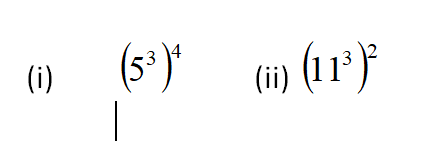 (i) (5³)⁴ (ii) (11³)²